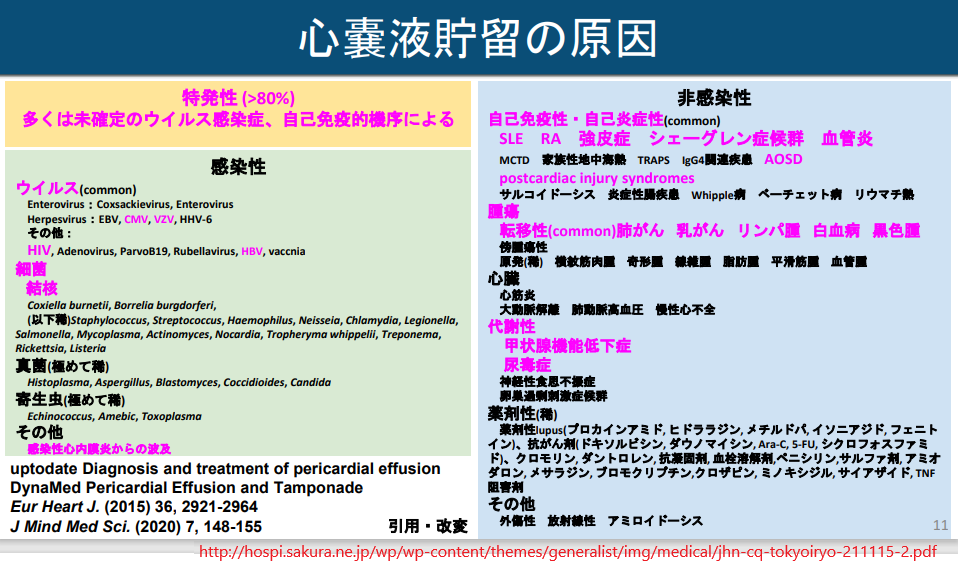 心嚢液貯留の原因
特発性 (>80%)
多くは未確定のウイルス感染症、自己免疫的機序による
感染性
ウイルス(common)
Enterovirus：Coxsackievirus, Enterovirus
Herpesvirus：EBV, CMV, VZV, HHV-6
その他：
HIV, Adenovirus, ParvoB19, Rubellavirus, HBV, vaccnia
細菌
結核
Coxiella burnetii, Borrelia burgdorferi,
(以下稀)Staphylococcus, Streptococcus, Haemophilus, Neisseia, Chlamydia, Legionella,
Salmonella, Mycoplasma, Actinomyces, Nocardia, Tropheryma whippelii, Treponema,
Rickettsia, Listeria
真菌(極めて稀)
Histoplasma, Aspergillus, Blastomyces, Coccidioides, Candida
寄生虫(極めて稀)
Echinococcus, Amebic, Toxoplasma
その他
感染性心内膜炎からの波及
uptodate Diagnosis and treatment of pericardial effusion
DynaMed Pericardial Effusion and Tamponade
Eur Heart J. (2015) 36, 2921-2964
J Mind Med Sci. (2020) 7, 148-155
引用・改変
非感染性
自己免疫性・自己炎症性(common)
SLE RA 強皮症 シェーグレン症候群 血管炎
MCTD 家族性地中海熱 TRAPS IgG4関連疾患 AOSD
postcardiac injury syndromes
サルコイドーシス 炎症性腸疾患 Whipple病 ベーチェット病 リウマチ熱
腫瘍
転移性(common)肺がん 乳がん リンパ腫 白血病 黒色腫
傍腫瘍性
原発(稀) 横紋筋肉腫 奇形腫 線維腫 脂肪腫 平滑筋腫 血管腫
心臓
心筋炎
大動脈解離 肺動脈高血圧 慢性心不全
代謝性
甲状腺機能低下症
尿毒症
神経性食思不振症
卵巣過剰刺激症候群
薬剤性(稀)
薬剤性lupus(プロカインアミド, ヒドララジン, メチルドパ, イソニアジド, フェニト
イン)、抗がん剤(ドキソルビシン, ダウノマイシン, Ara-C, 5-FU, シクロフォスファミ
ド)、クロモリン, ダントロレン, 抗凝固剤, 血栓溶解剤,ペニシリン,サルファ剤, アミオ
ダロン, メサラジン, ブロモクリプチン,クロザピン, ミノキシジル, サイアザイド, TNF
阻害剤
その他
外傷性 放射線性 アミロイドーシス
11
http://hospi.sakura.ne.jp/wp/wp-content/themes/generalist/img/medical/jhn-cq-tokyoiryo-211115-2.pdf